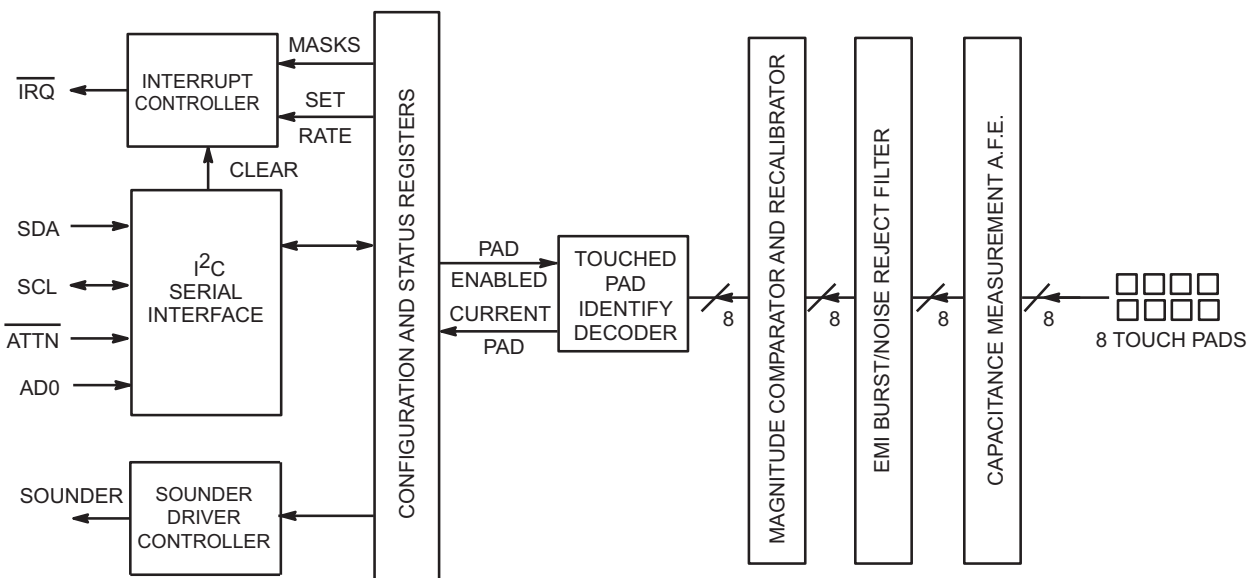 MASKS
INTERRUPT
CONTROLLER
IRQ
SET
RATE
CLEAR
SDA
SCL
ATTN
AD0
I2C
SERIAL
INTERFACE
SOUNDER
SOUNDER
DRIVER
CONTROLLER
CONFIGURATION AND STATUS REGISTERS
PAD
ENABLED
CURRENT
PAD
TOUCHED
PAD
IDENTIFY
DECODER
8
MAGNITUDE COMPARATOR AND RECALIBRATOR
8
EMI BURST/NOISE REJECT FILTER
8
CAPACITANCE MEASUREMENT A.F.E.
8
8 TOUCH PADS